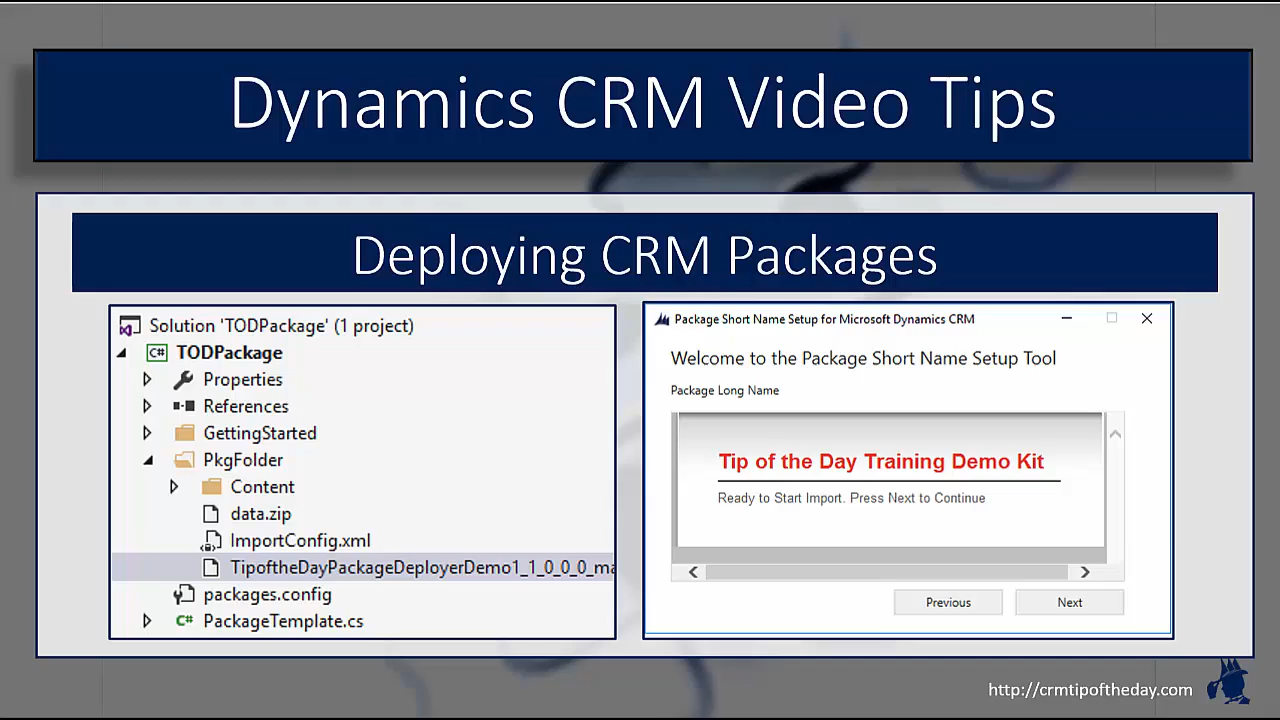 Dynamics CRM Video Tips
Deploying CRM Packages
Solution 'TODPackage' (1 project)
C# TODPackage
Properties
References
GettingStarted
PkgFolder
Content
data.zip
ImportConfig.xml
TipoftheDayPackageDeployerDemo1_1_0_0_0_ma
packages.config
C# PackageTemplate.cs
Package Short Name Setup for Microsoft Dynamics CRM
Welcome to the Package Short Name Setup Tool
Package Long Name
Tip of the Day Training Demo Kit
Ready to Start Import. Press Next to Continue
Previous
Next
http://crmtipoftheday.com